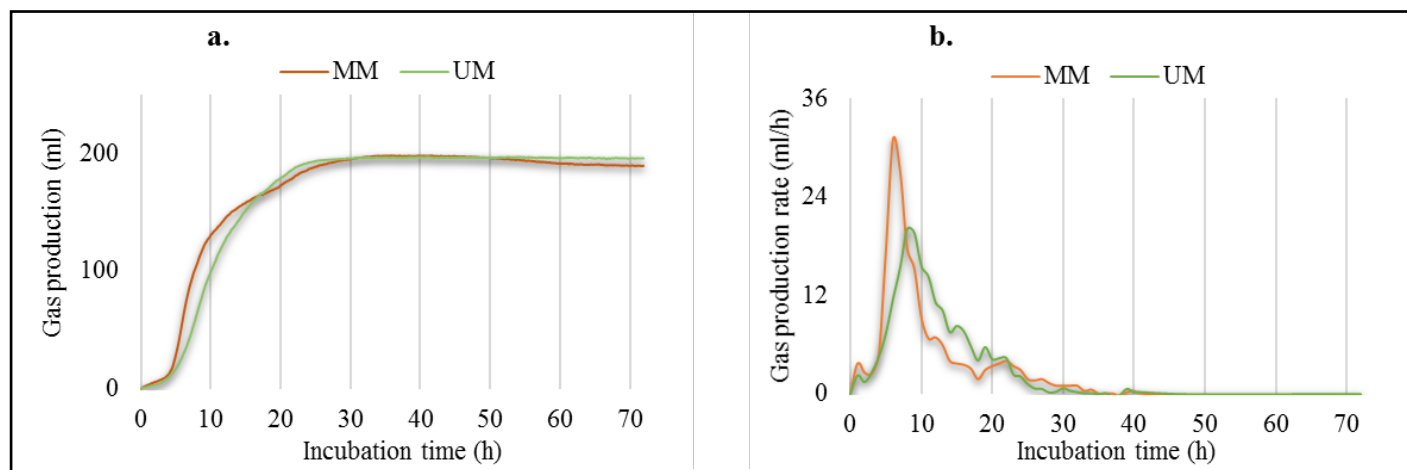 a.
MM UM
Gas production (ml)
200
100
0
0 10 20 30 40 50 60 70
Incubation time (h)
b.
MM UM
Gas production rate (ml/h)
36
24
12
0
0 10 20 30 40 50 60 70
Incubation time (h)